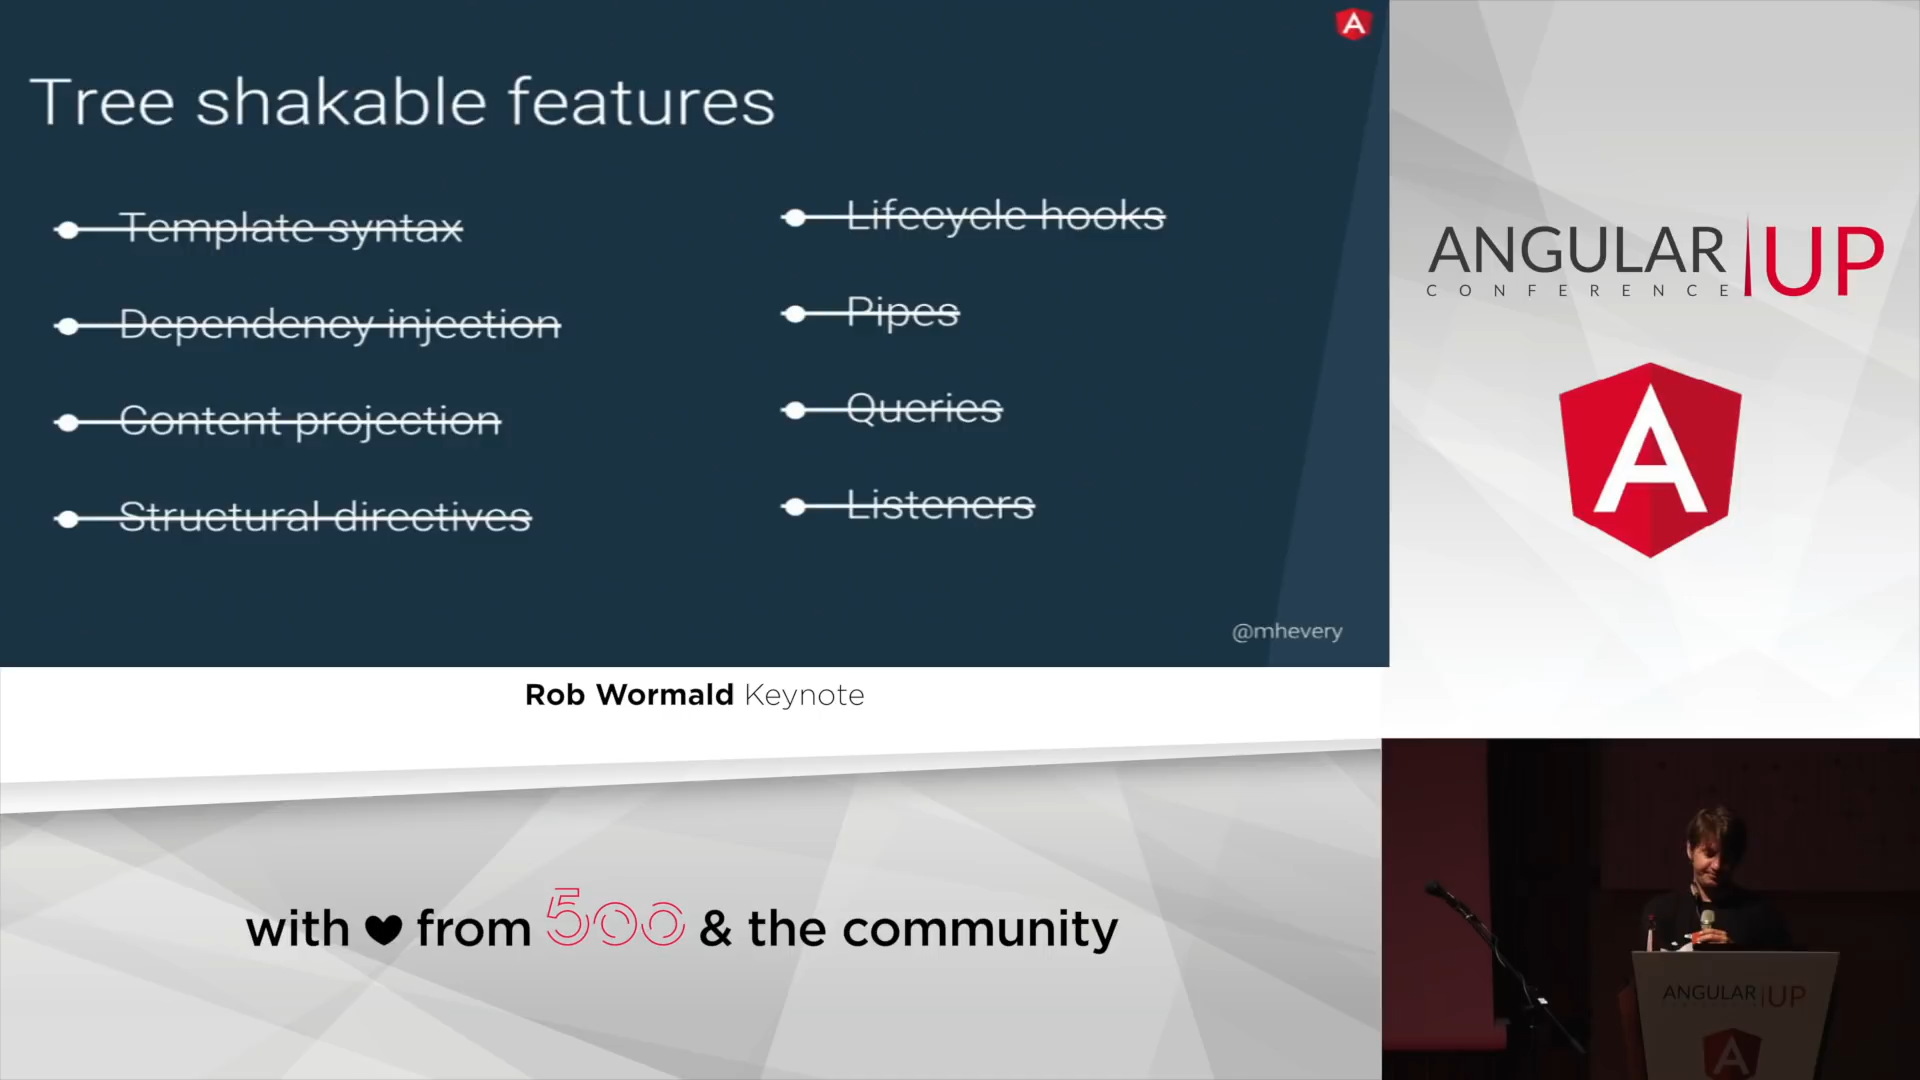 Tree shakable features
Template syntax
Dependency injection
Content projection
Structural directives
Lifecycle hooks
Pipes
Queries
Listeners
@mhevery
Rob Wormald Keynote
with ♥ from 500 & the community
ANGULAR UP
CONFERENCE
A
ANGULAR UP
A